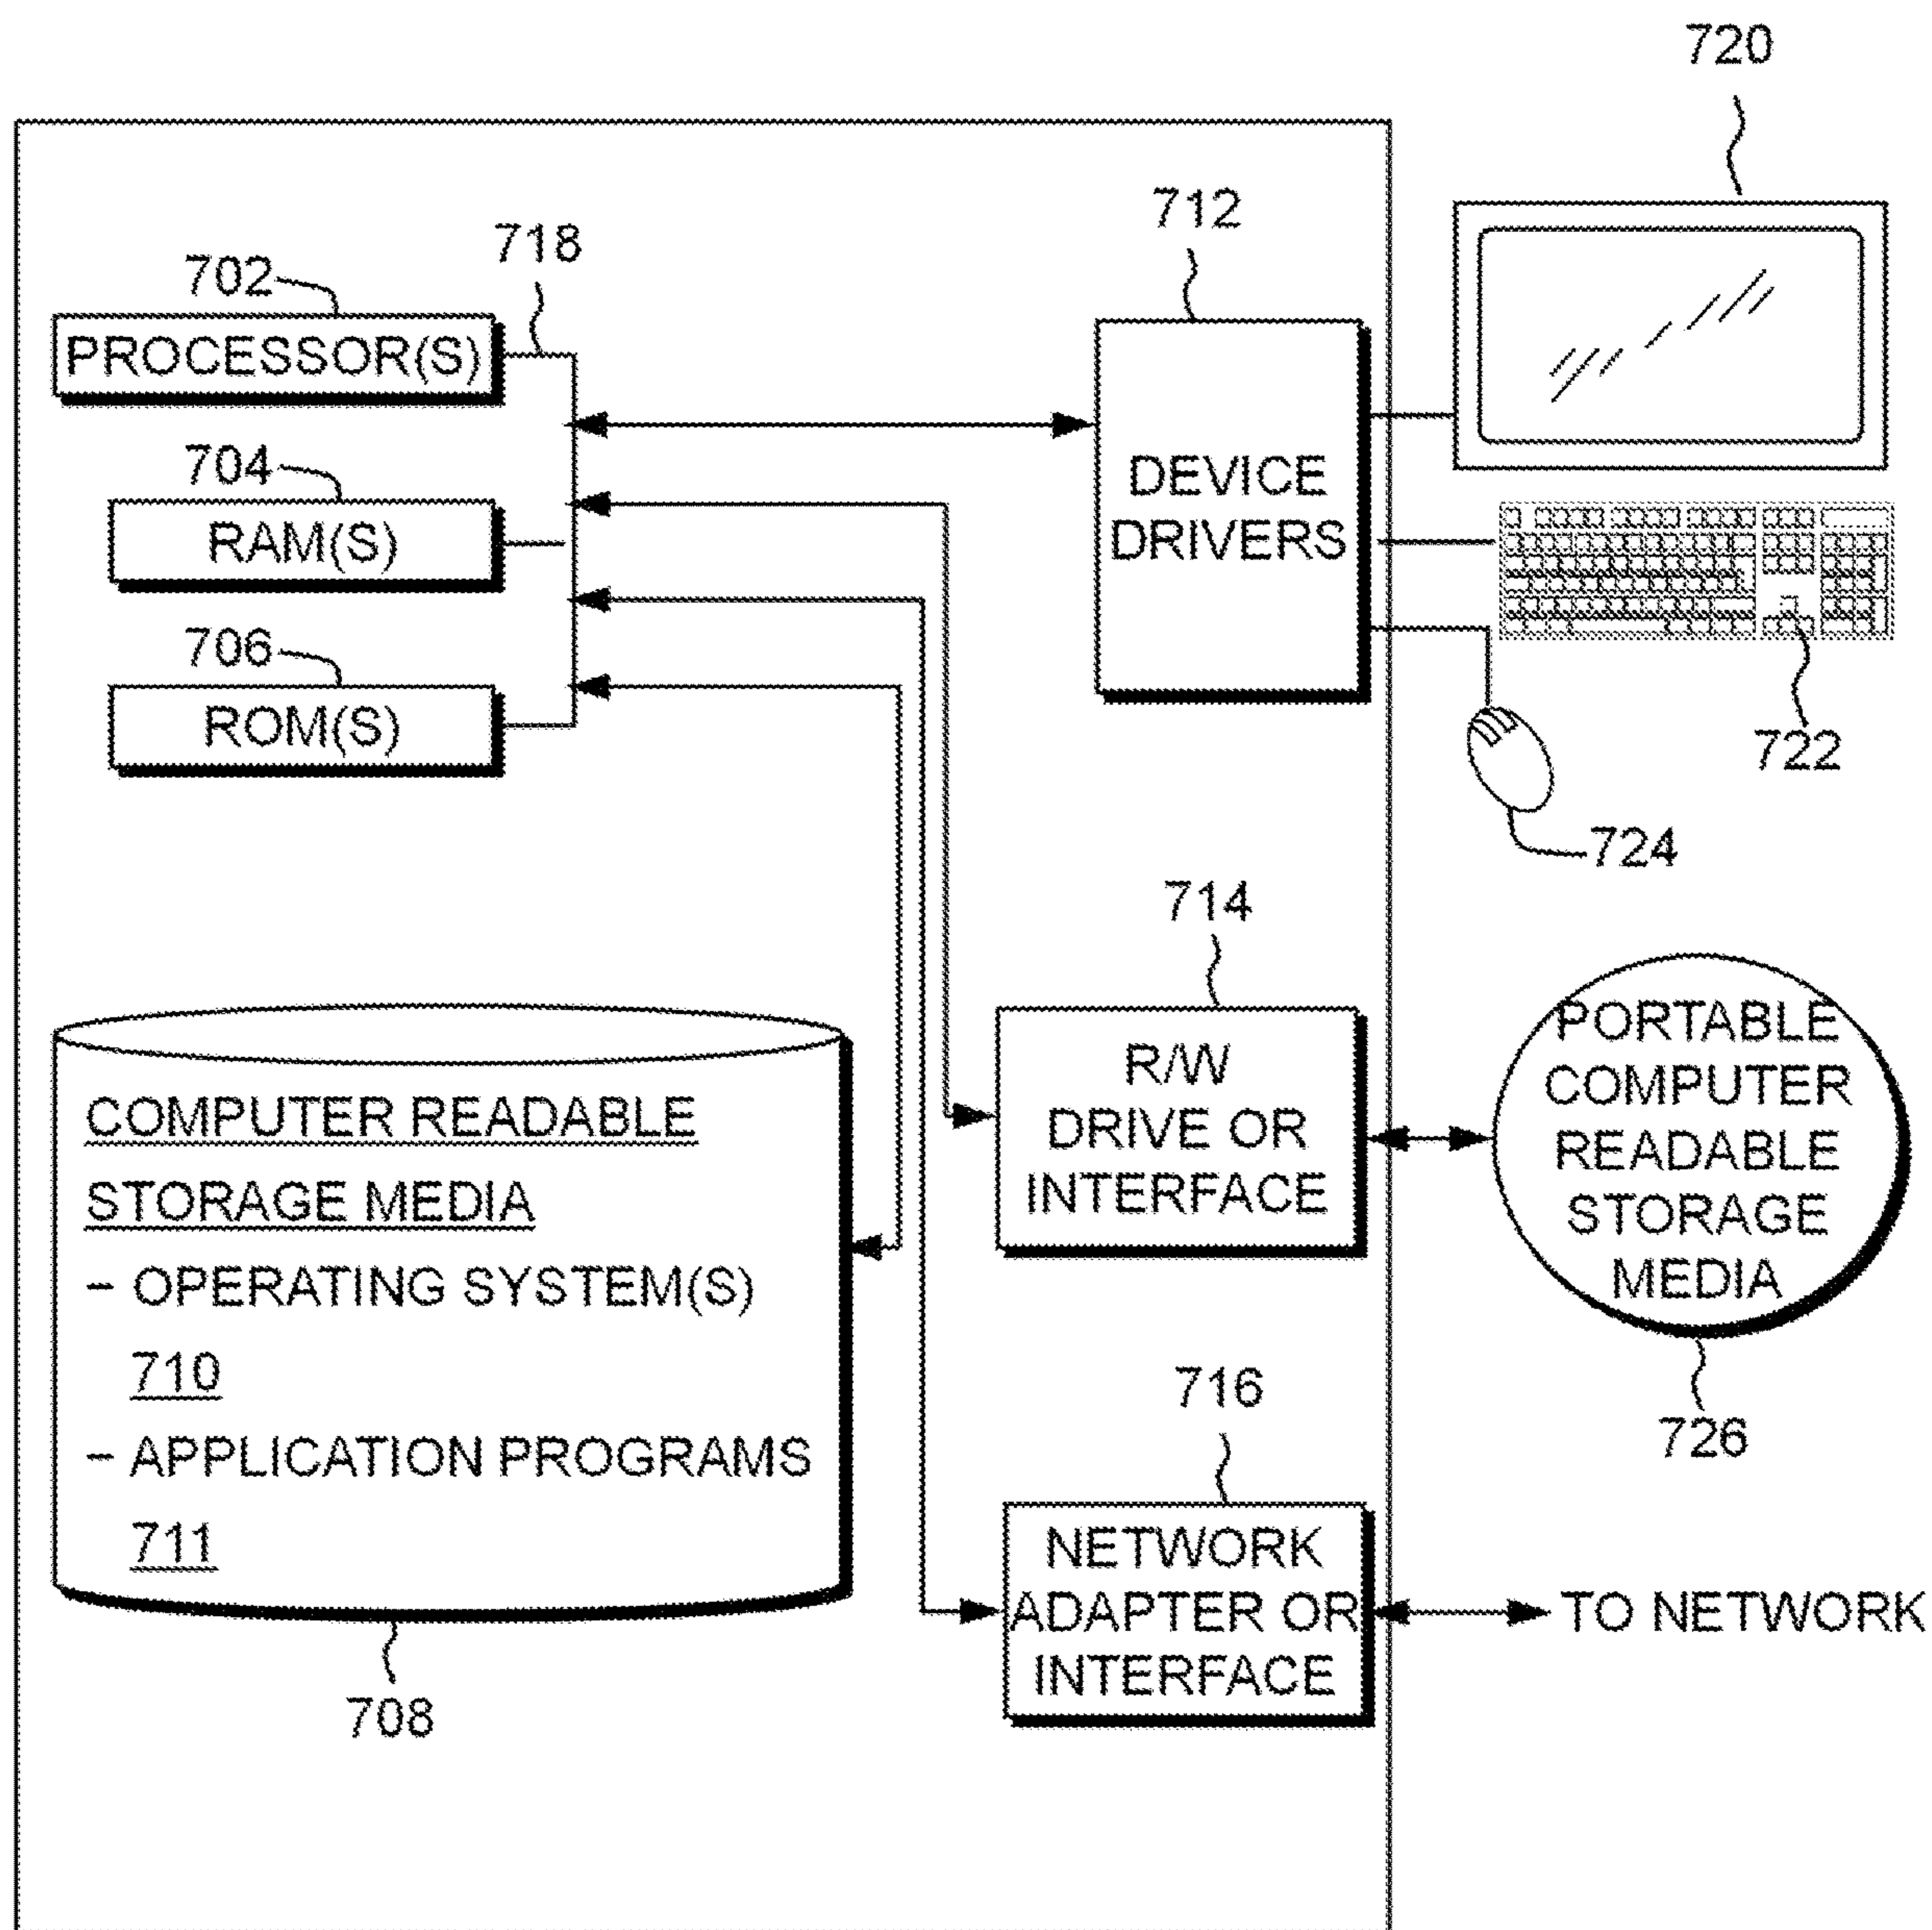 720
712
718
702
PROCESSOR(S)
704
RAM(S)
DEVICE
DRIVERS
706
ROM(S)
722
724
714
R/W
DRIVE OR
INTERFACE
PORTABLE
COMPUTER
READABLE
STORAGE
MEDIA
726
COMPUTER READABLE
STORAGE MEDIA
- OPERATING SYSTEM(S)
710
- APPLICATION PROGRAMS
711
708
716
NETWORK
ADAPTER OR
INTERFACE
TO NETWORK